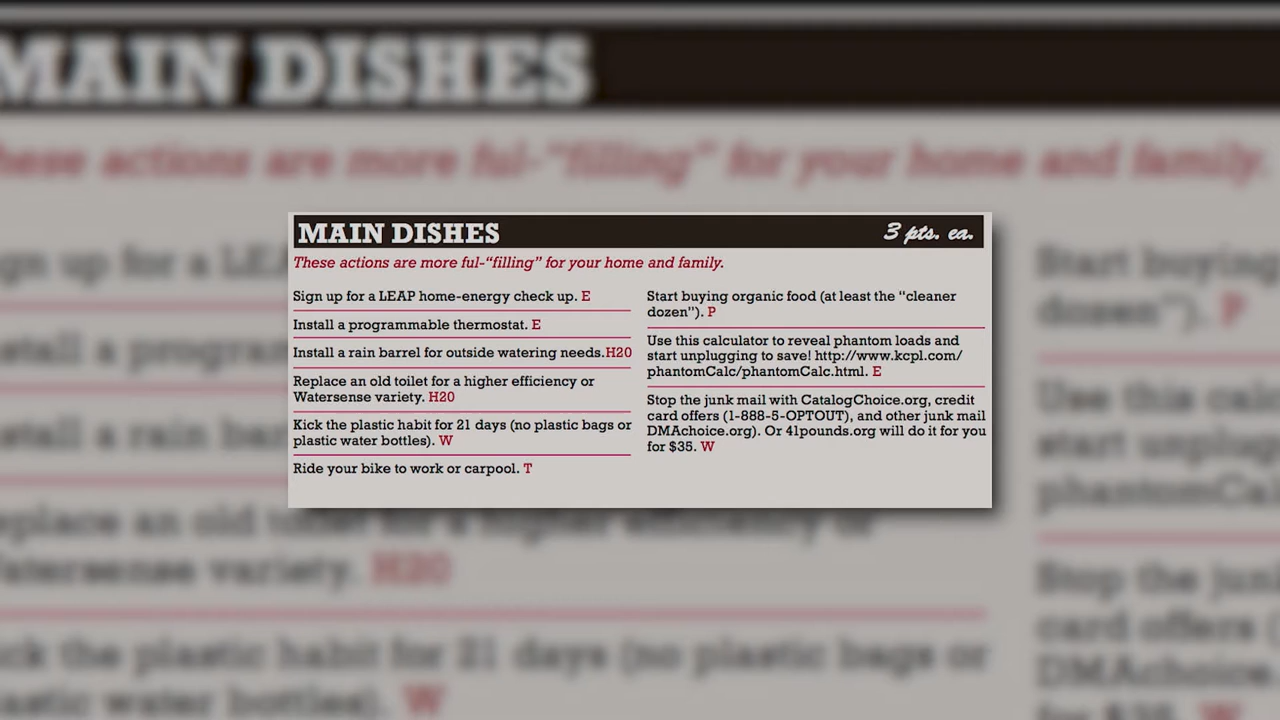 MAIN DISHES
3 pts. ea.
These actions are more ful-“filling” for your home and family.
Sign up for a LEAP home-energy check up. E
Install a programmable thermostat. E
Install a rain barrel for outside watering needs.H20
Replace an old toilet for a higher efficiency or
Watersense variety. H20
Kick the plastic habit for 21 days (no plastic bags or
plastic water bottles). W
Ride your bike to work or carpool. T
Start buying organic food (at least the “cleaner
dozen”). P
Use this calculator to reveal phantom loads and
start unplugging to save! http://www.kcpl.com/
phantomCalc/phantomCalc.html. E
Stop the junk mail with CatalogChoice.org, credit
card offers (1-888-5-OPTOUT), and other junk mail
DMAchoice.org). Or 41pounds.org will do it for you
for $35. W